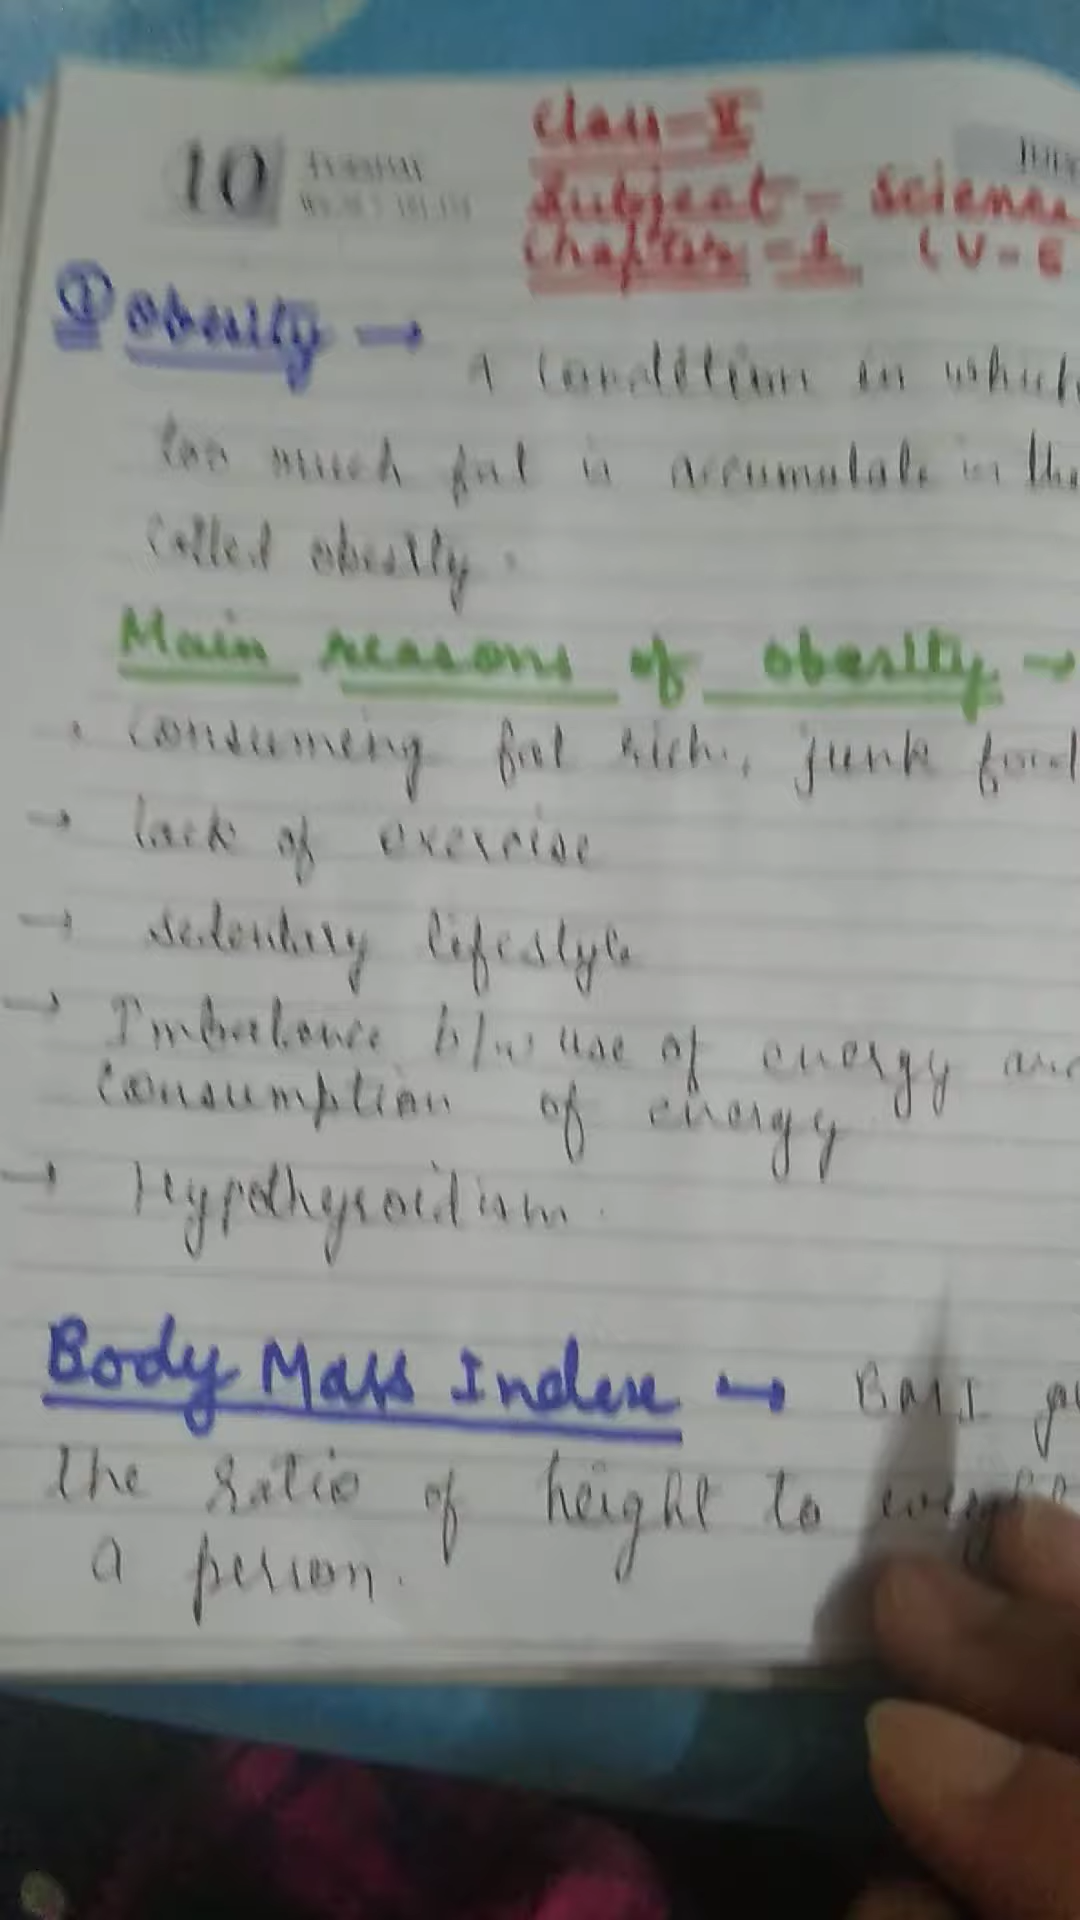 10
Class - V
Subject - Science
Chapter = 1 (V-E
① Obesity →
A condition in which
too much fat is accumulate in the
called obesity.
Main reasons of obesity →
consuming fat rich, junk food
→ lack of exercise
→ sedentary lifestyle
→ Imbalance b/w use of energy and
consumption of energy
→ Hypothyroidism.
Body Mass Index → BMI
the ratio of height to weight
a person.